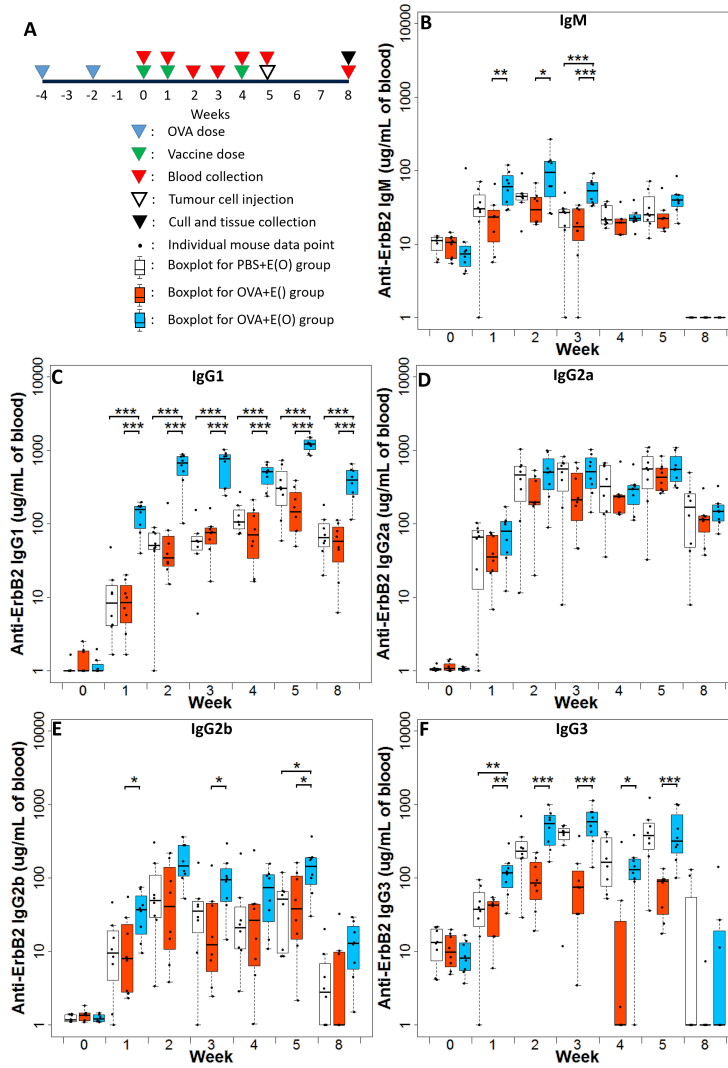 A
-4 -3 -2 -1 0 1 2 3 4 5 8
Weeks
: OVA dose
: Vaccine dose
: Blood collection
: Tumour cell injection
: Cull and tissue collection
: Individual mouse data point
: Boxplot for PBS+E(O) group
: Boxplot for OVA+E() group
: Boxplot for OVA+E(O) group
B IgM
Anti-ErbB2 IgM (ug/mL of blood)
10000
1000
100
10
1
** * *** ***
0 1 2 3 4 5 8
Week
C IgG1
Anti-ErbB2 IgG1 (ug/mL of blood)
10000
1000
100
10
1
*** *** *** *** *** ***
*** *** *** *** *** ***
0 1 2 3 4 5 8
Week
D IgG2a
Anti-ErbB2 IgG2a (ug/mL of blood)
10000
1000
100
10
1
0 1 2 3 4 5 8
Week
E IgG2b
Anti-ErbB2 IgG2b (ug/mL of blood)
10000
1000
100
10
1
* * * *
0 1 2 3 4 5 8
Week
F IgG3
Anti-ErbB2 IgG3 (ug/mL of blood)
10000
1000
100
10
1
** ** *** *** * ***
0 1 2 3 4 5 8
Week